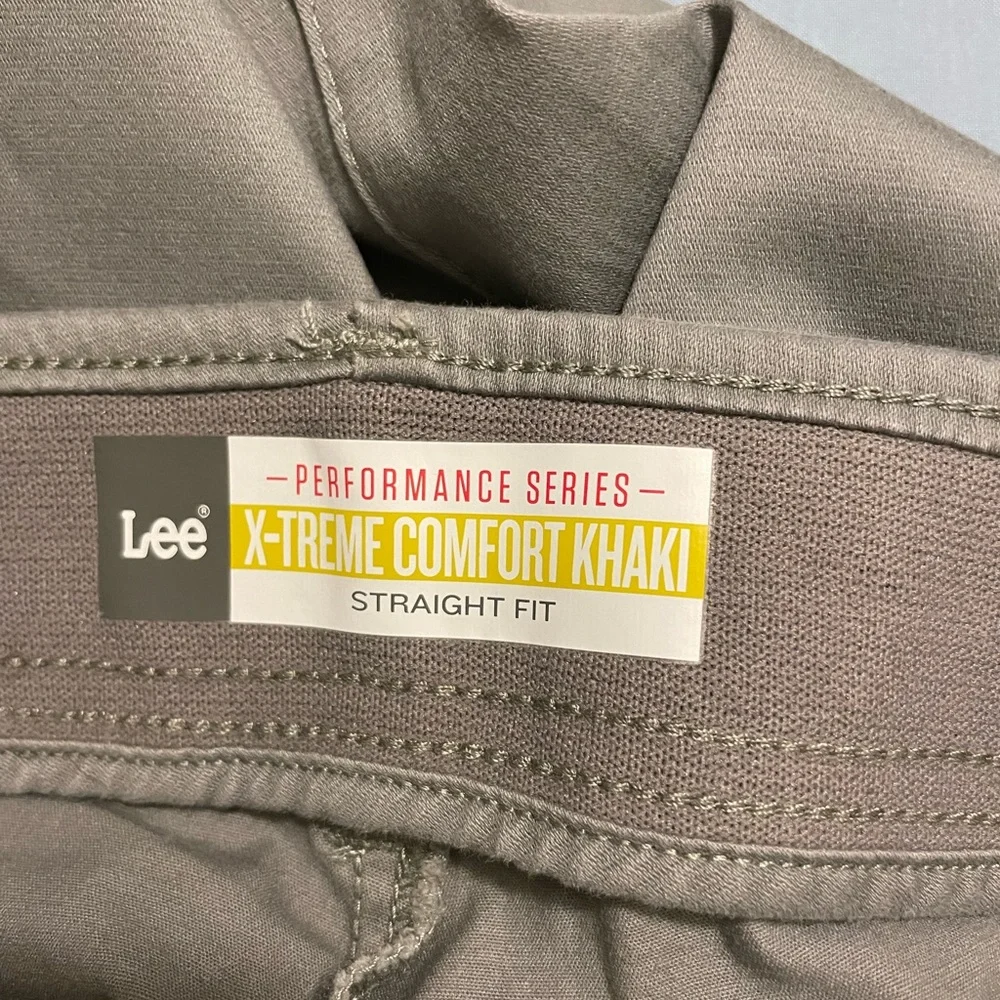 Lee®
—PERFORMANCE SERIES—
X-TREME COMFORT KHAKI
STRAIGHT FIT